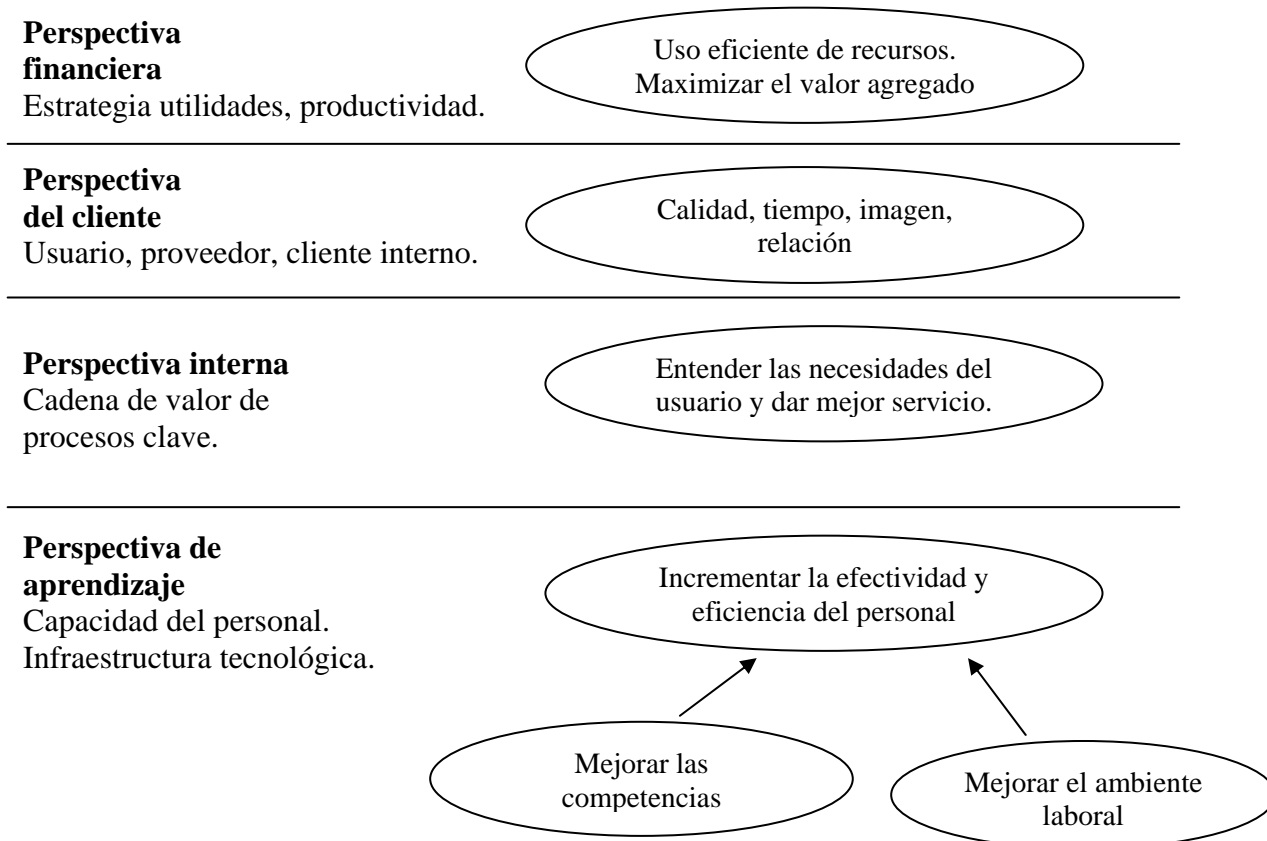 Perspectiva
financiera
Estrategia utilidades, productividad.
Uso eficiente de recursos.
Maximizar el valor agregado
Perspectiva
del cliente
Usuario, proveedor, cliente interno.
Calidad, tiempo, imagen,
relación
Perspectiva interna
Cadena de valor de
procesos clave.
Entender las necesidades del
usuario y dar mejor servicio.
Perspectiva de
aprendizaje
Capacidad del personal.
Infraestructura tecnológica.
Incrementar la efectividad y
eficiencia del personal
Mejorar las
competencias
Mejorar el ambiente
laboral